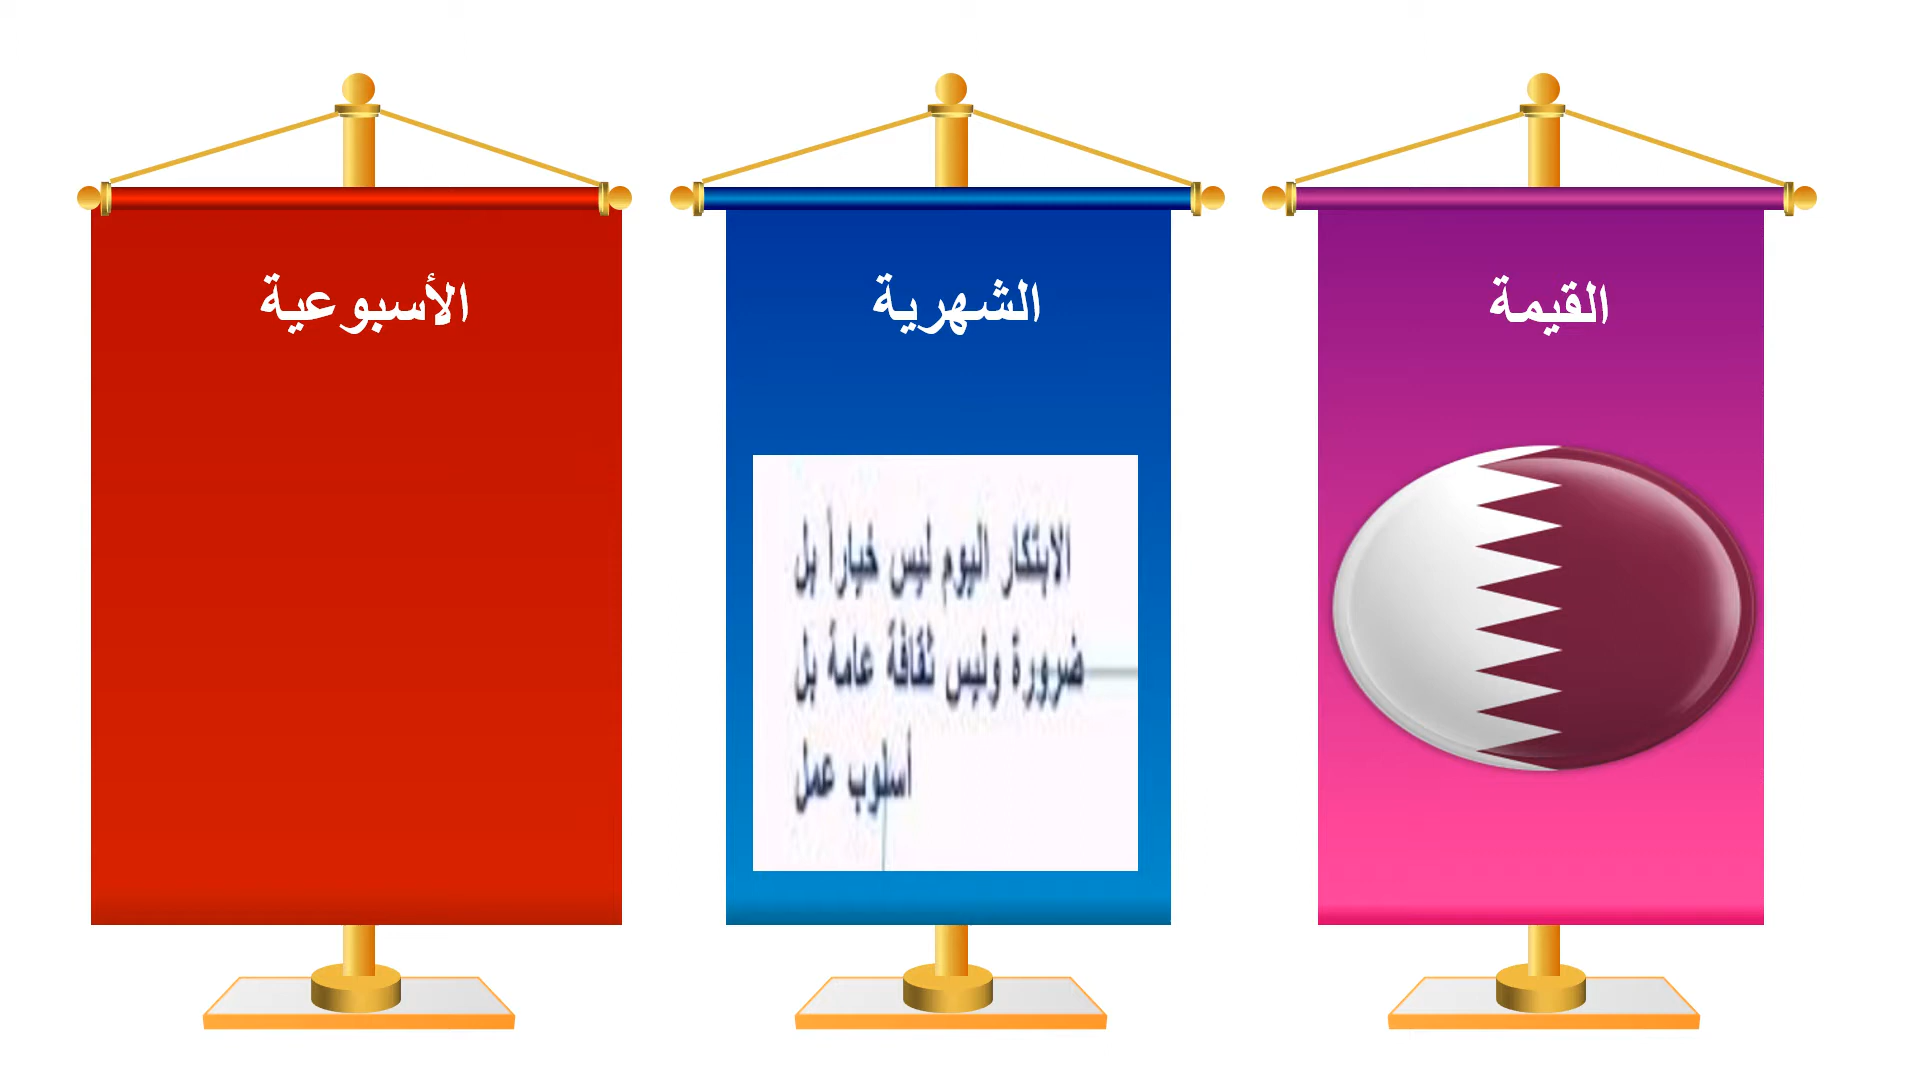 القيمة
الشهرية
الأسبوعية
الابتكار اليوم ليس خياراً بل
ضرورة وليس ثقافة عامة بل
أسلوب عمل